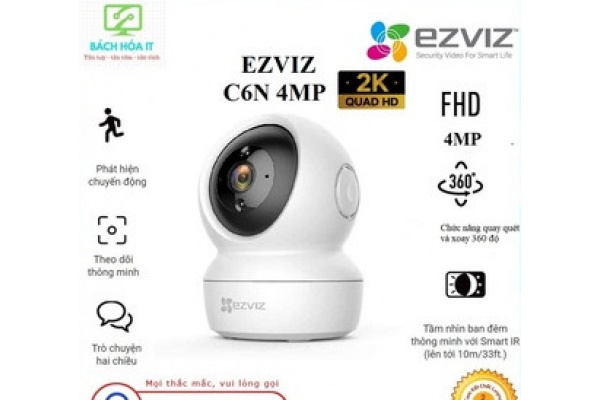 BÁCH HÓA IT
EZVIZ
C6N 4MP
2K
QUAD HD
ezviz
Security Video For Smart Life
FHD
4MP
Phát hiện
chuyển động
360°
Chức năng quay quét
và xoay 360 độ
Theo dõi
thông minh
ezviz
Trò chuyện
hai chiều
Tầm nhìn ban đêm
thông minh với Smart IR
(lên tới 10m/33ft.)
Mọi thắc mắc, vui lòng gọi